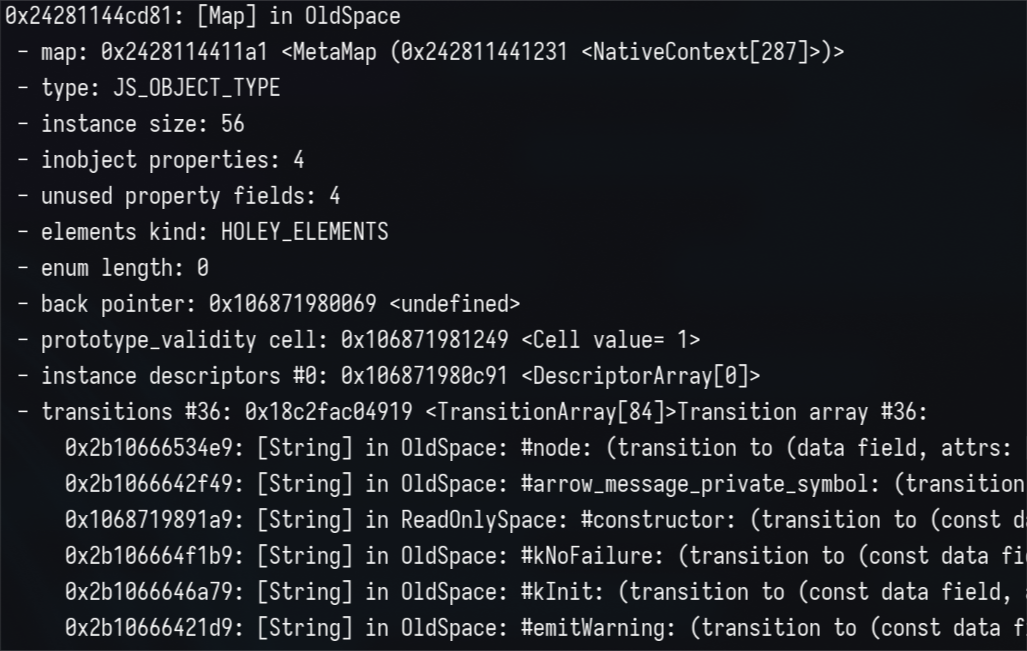 0x24281144cd81: [Map] in OldSpace
- map: 0x2428114411a1 <MetaMap (0x242811441231 <NativeContext[287]>)>
- type: JS_OBJECT_TYPE
- instance size: 56
- inobject properties: 4
- unused property fields: 4
- elements kind: HOLEY_ELEMENTS
- enum length: 0
- back pointer: 0x106871980069 <undefined>
- prototype_validity cell: 0x106871981249 <Cell value= 1>
- instance descriptors #0: 0x106871980c91 <DescriptorArray[0]>
- transitions #36: 0x18c2fac04919 <TransitionArray[84]>Transition array #36:
0x2b10666534e9: [String] in OldSpace: #node: (transition to (data field, attrs:
0x2b1066642f49: [String] in OldSpace: #arrow_message_private_symbol: (transition
0x1068719891a9: [String] in ReadOnlySpace: #constructor: (transition to (const
0x2b106664f1b9: [String] in OldSpace: #kNoFailure: (transition to (const data
0x2b1066646a79: [String] in OldSpace: #kInit: (transition to (const data field,
0x2b10666421d9: [String] in OldSpace: #emitWarning: (transition to (const data